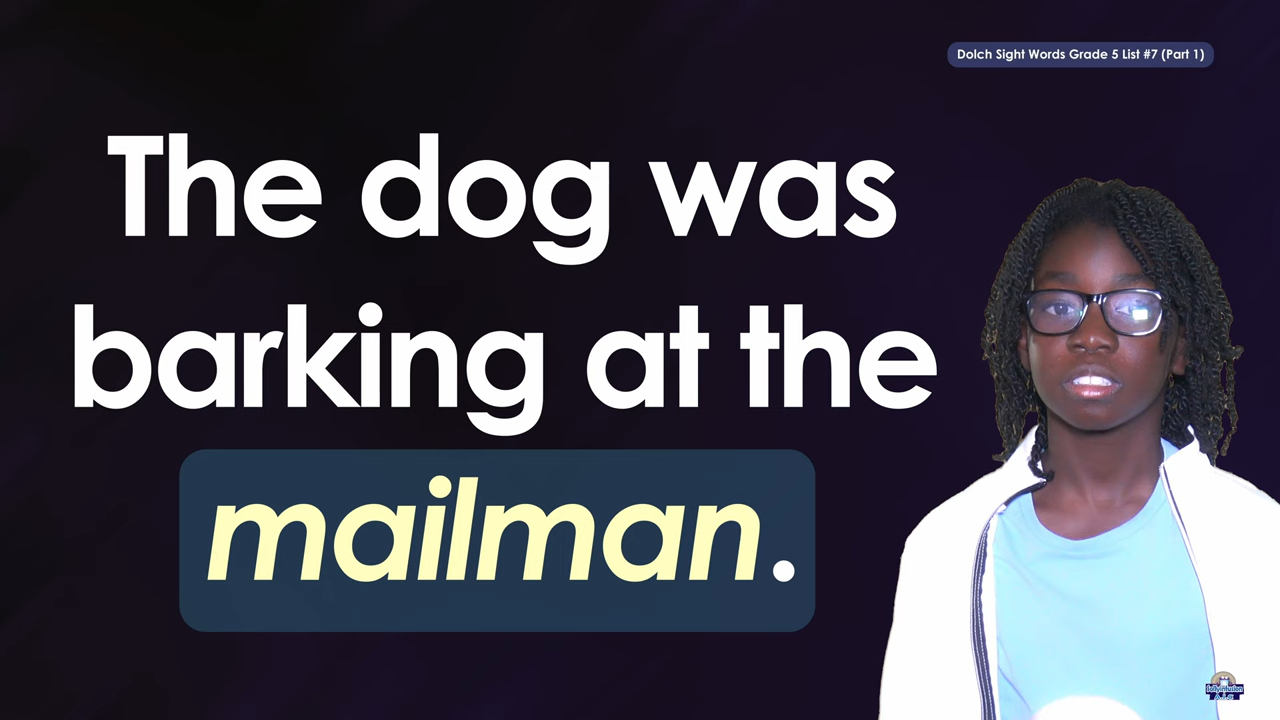 Dolch Sight Words Grade 5 List #7 (Part 1)
The dog was
barking at the
mailman.